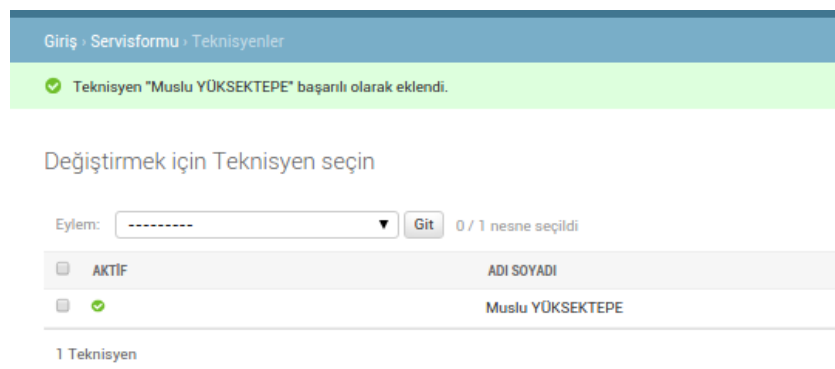 Giriş › Servisformu › Teknisyenler
Teknisyen "Muslu YÜKSEKTEPE" başarılı olarak eklendi.
Değiştirmek için Teknisyen seçin
Eylem: --------- Git 0 / 1 nesne seçildi
AKTİF ADI SOYADI
Muslu YÜKSEKTEPE
1 Teknisyen